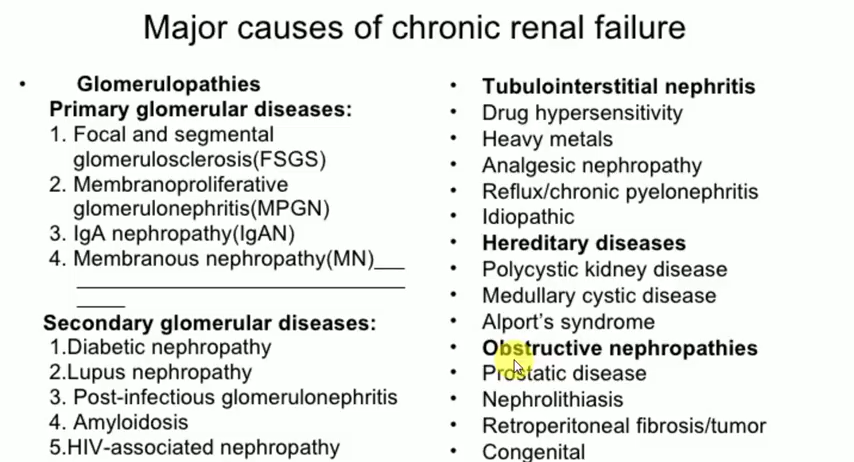 Major causes of chronic renal failure
• Glomerulopathies
Primary glomerular diseases:
1. Focal and segmental
glomerulosclerosis(FSGS)
2. Membranoproliferative
glomerulonephritis(MPGN)
3. IgA nephropathy(IgAN)
4. Membranous nephropathy(MN)___
Secondary glomerular diseases:
1.Diabetic nephropathy
2.Lupus nephropathy
3. Post-infectious glomerulonephritis
4. Amyloidosis
5.HIV-associated nephropathy
• Tubulointerstitial nephritis
• Drug hypersensitivity
• Heavy metals
• Analgesic nephropathy
• Reflux/chronic pyelonephritis
• Idiopathic
• Hereditary diseases
• Polycystic kidney disease
• Medullary cystic disease
• Alport's syndrome
• Obstructive nephropathies
• Prostatic disease
• Nephrolithiasis
• Retroperitoneal fibrosis/tumor
• Congenital